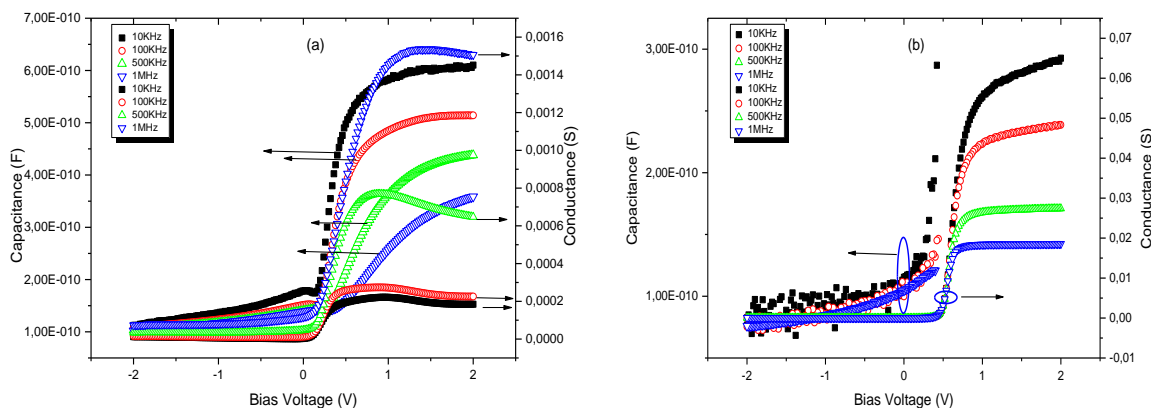 (a)
10KHz
100KHz
500KHz
1MHz
10KHz
100KHz
500KHz
1MHz
7,00E-010
6,00E-010
5,00E-010
4,00E-010
3,00E-010
2,00E-010
1,00E-010
Capacitance (F)
-2
-1
0
1
2
Bias Voltage (V)
0,0016
0,0014
0,0012
0,0010
0,0008
0,0006
0,0004
0,0002
0,0000
Conductance (S)
(b)
10KHz
100KHz
500KHz
1MHz
10KHz
100KHz
500KHz
1MHz
3,00E-010
2,00E-010
1,00E-010
Capacitance (F)
-2
-1
0
1
2
Bias Voltage (V)
0,07
0,06
0,05
0,04
0,03
0,02
0,01
0,00
-0,01
Conductance (S)